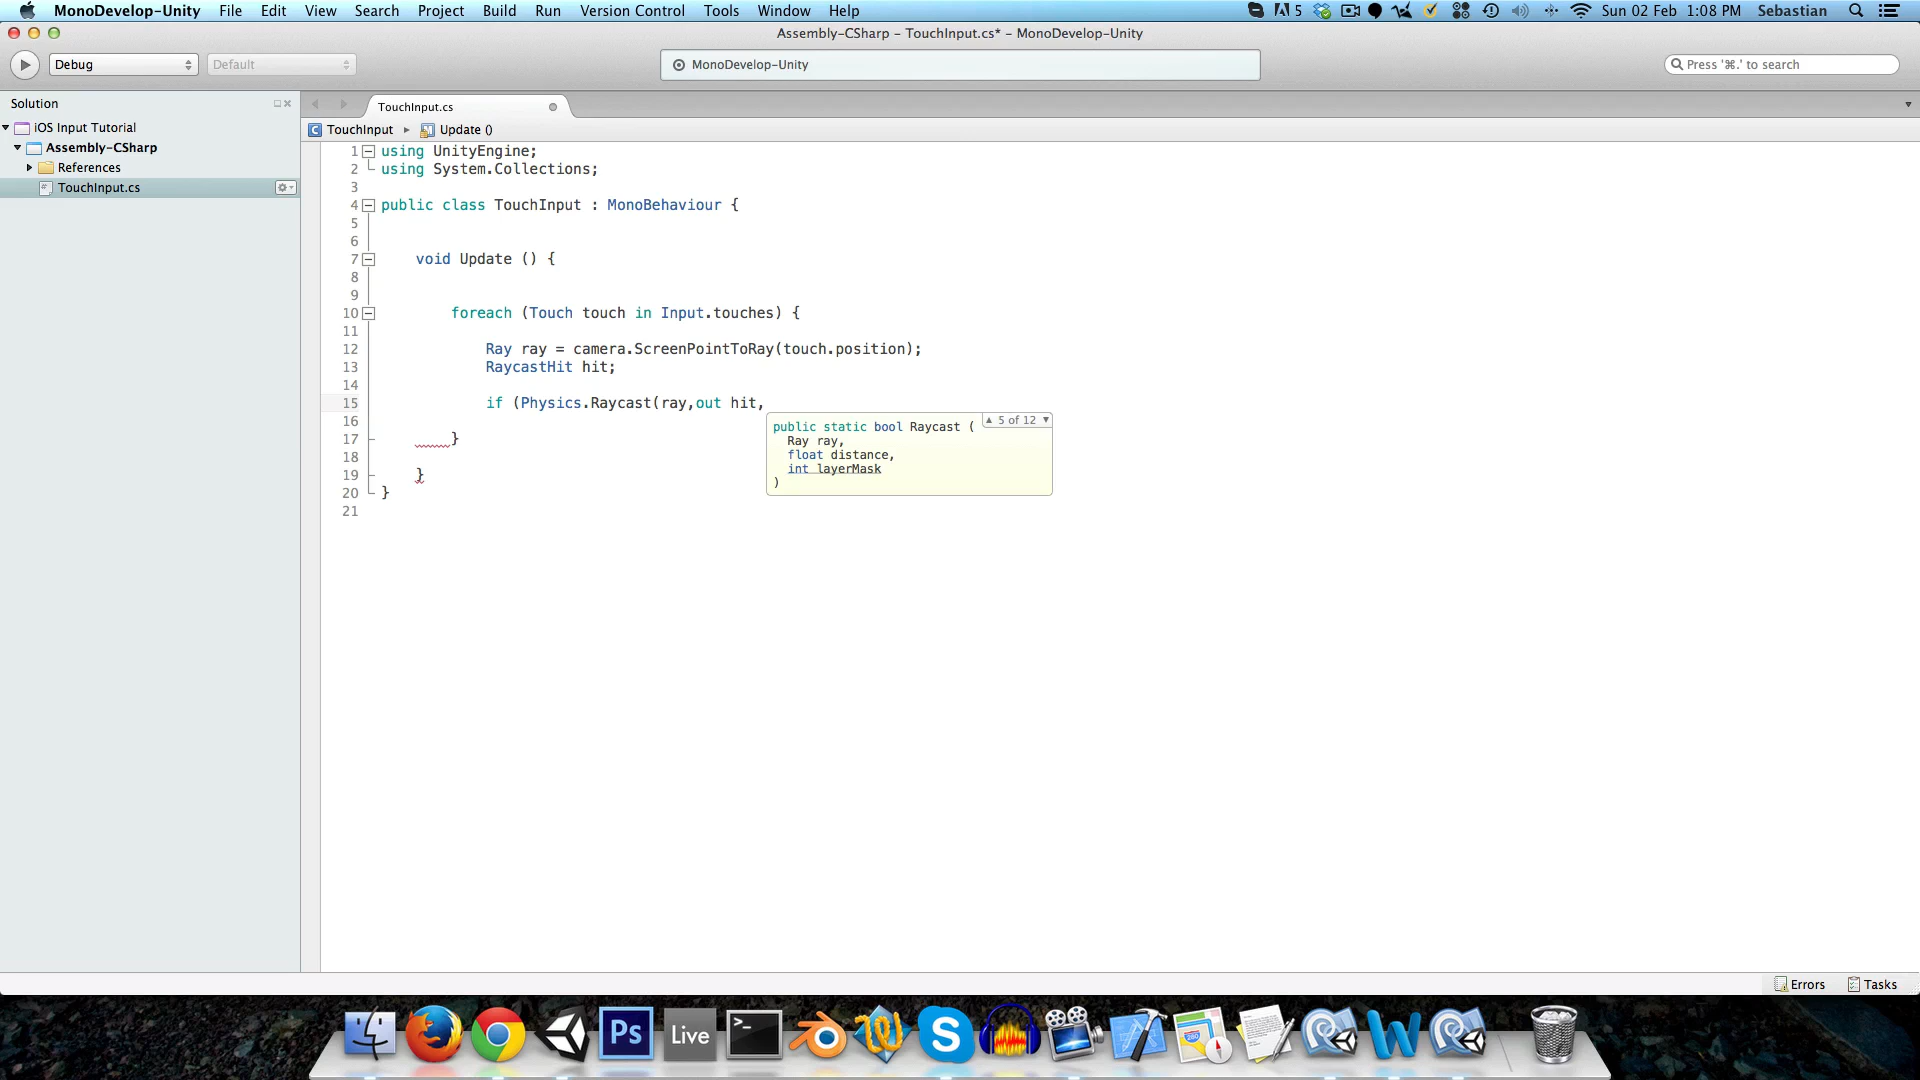 MonoDevelop-Unity File Edit View Search Project Build Run Version Control Tools Window Help 5 Sun 02 Feb 1:08 PM Sebastian
Assembly-CSharp – TouchInput.cs* – MonoDevelop-Unity
Debug Default MonoDevelop-Unity Press '⌘.' to search
Solution
TouchInput.cs
iOS Input Tutorial
TouchInput ▸ Update ()
Assembly-CSharp
References
TouchInput.cs
1 using UnityEngine;
2 using System.Collections;
3
4 public class TouchInput : MonoBehaviour {
5
6
7 void Update () {
8
9
10 foreach (Touch touch in Input.touches) {
11
12 Ray ray = camera.ScreenPointToRay(touch.position);
13 RaycastHit hit;
14
15 if (Physics.Raycast(ray,out hit,
16
17 }
18
19 }
20 }
21
▲ 5 of 12 ▼
public static bool Raycast (
Ray ray,
float distance,
int layerMask
)
Errors Tasks
Ps Live >_ S 280 W